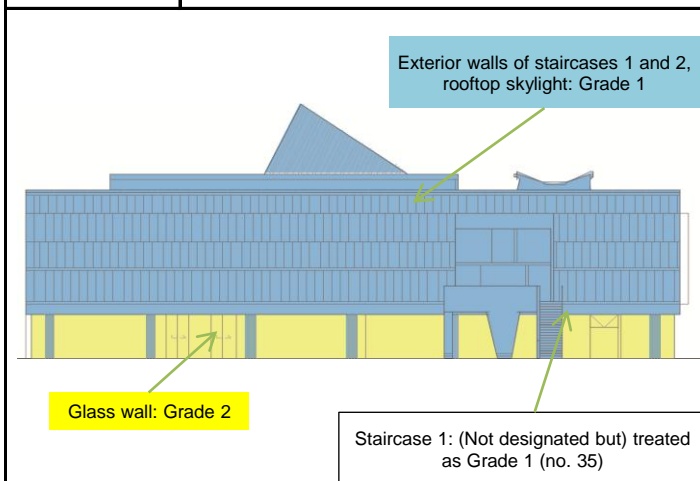 Exterior walls of staircases 1 and 2,
rooftop skylight: Grade 1
Glass wall: Grade 2
Staircase 1: (Not designated but) treated
as Grade 1 (no. 35)